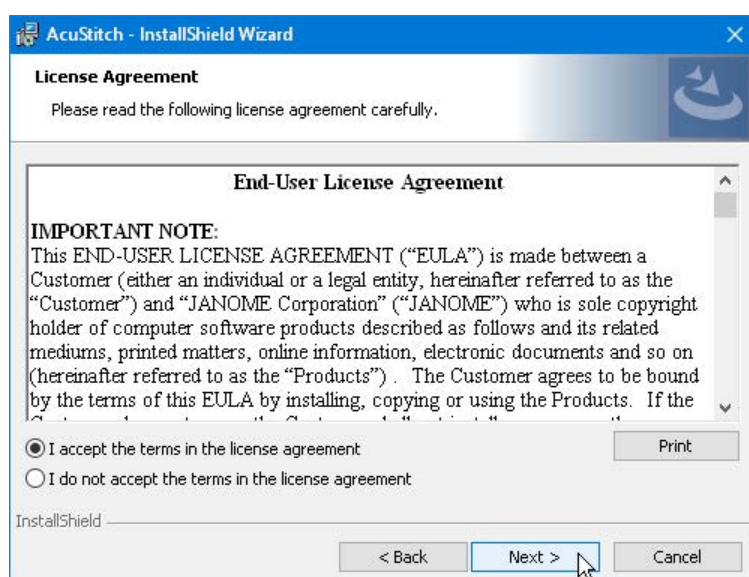 AcuStitch - InstallShield Wizard
License Agreement
Please read the following license agreement carefully.
End-User License Agreement
IMPORTANT NOTE:
This END-USER LICENSE AGREEMENT (“EULA”) is made between a
Customer (either an individual or a legal entity, hereinafter referred to as the
“Customer”) and “JANOME Corporation” (“JANOME”) who is sole copyright
holder of computer software products described as follows and its related
mediums, printed matters, online information, electronic documents and so on
(hereinafter referred to as the “Products”) . The Customer agrees to be bound
by the terms of this EULA by installing, copying or using the Products. If the
I accept the terms in the license agreement
Print
I do not accept the terms in the license agreement
InstallShield
< Back
Next >
Cancel